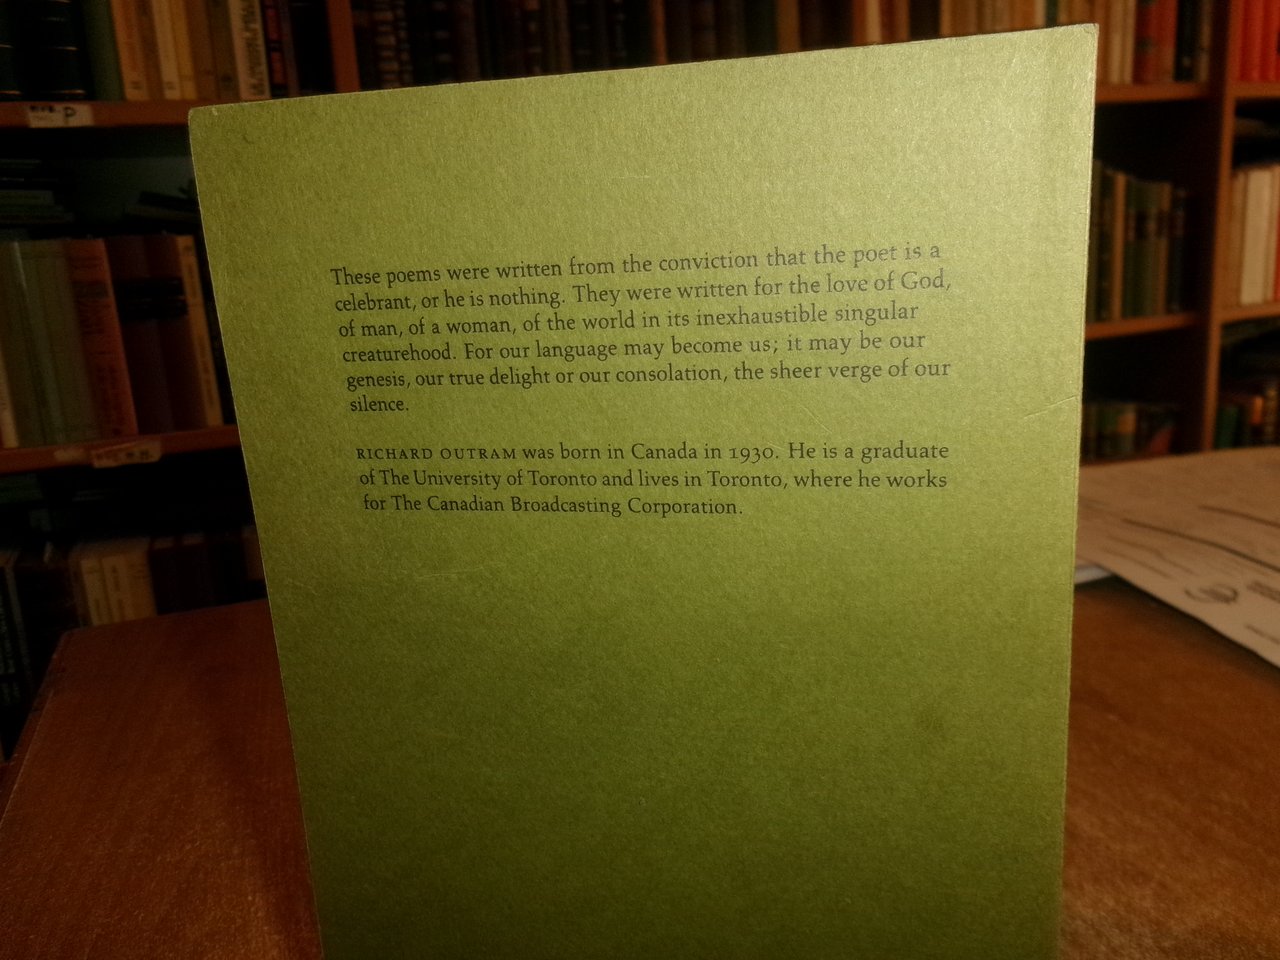 These poems were written from the conviction that the poet is a
celebrant, or he is nothing. They were written for the love of God,
of man, of a woman, of the world in its inexhaustible singular
creaturehood. For our language may become us; it may be our
genesis, our true delight or our consolation, the sheer verge of our
silence.
RICHARD OUTRAM was born in Canada in 1930. He is a graduate
of The University of Toronto and lives in Toronto, where he works
for The Canadian Broadcasting Corporation.